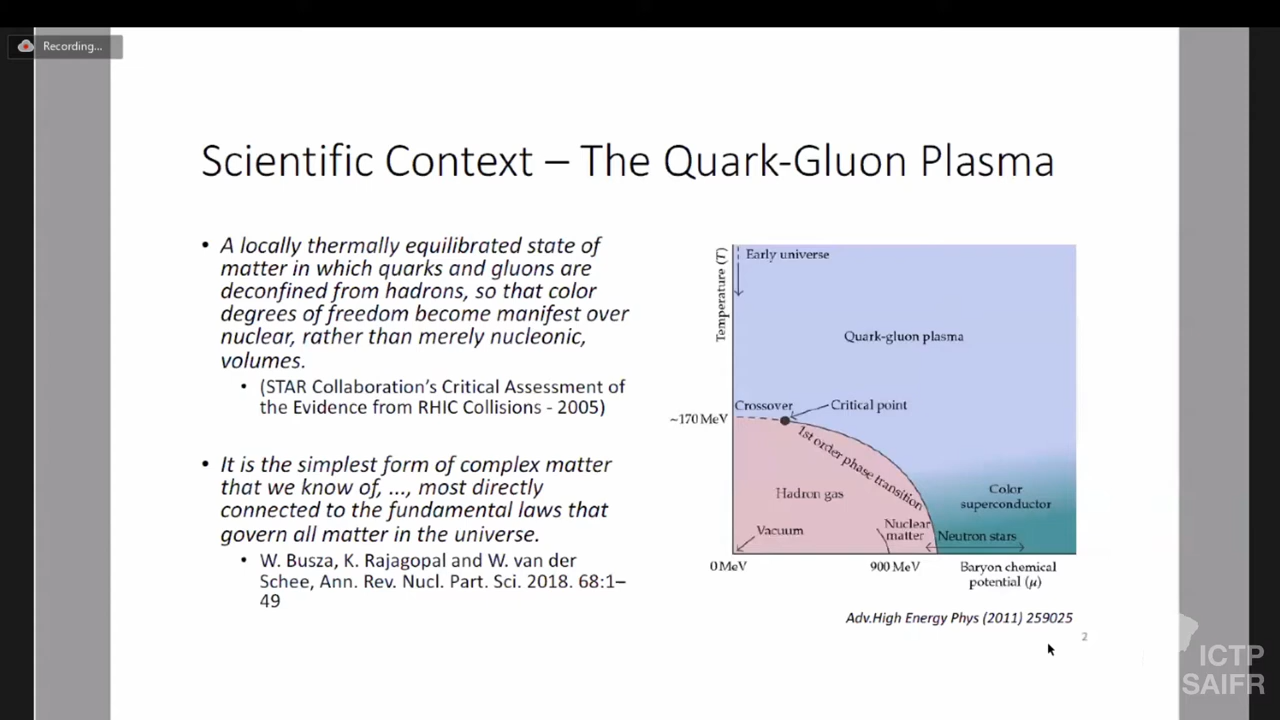 Recording...
Scientific Context – The Quark-Gluon Plasma
• A locally thermally equilibrated state of
matter in which quarks and gluons are
deconfined from hadrons, so that color
degrees of freedom become manifest over
nuclear, rather than merely nucleonic,
volumes.
• (STAR Collaboration's Critical Assessment of
the Evidence from RHIC Collisions - 2005)
• It is the simplest form of complex matter
that we know of, ..., most directly
connected to the fundamental laws that
govern all matter in the universe.
• W. Busza, K. Rajagopal and W. van der
Schee, Ann. Rev. Nucl. Part. Sci. 2018. 68:1–
49
Temperature (T)
Early universe
Quark-gluon plasma
Crossover
Critical point
~170 MeV
1st order phase transition
Hadron gas
Color
superconductor
Vacuum
Nuclear
matter
Neutron stars
0 MeV
900 MeV
Baryon chemical
potential (μ)
Adv.High Energy Phys (2011) 259025
2
ICTP
SAIFR